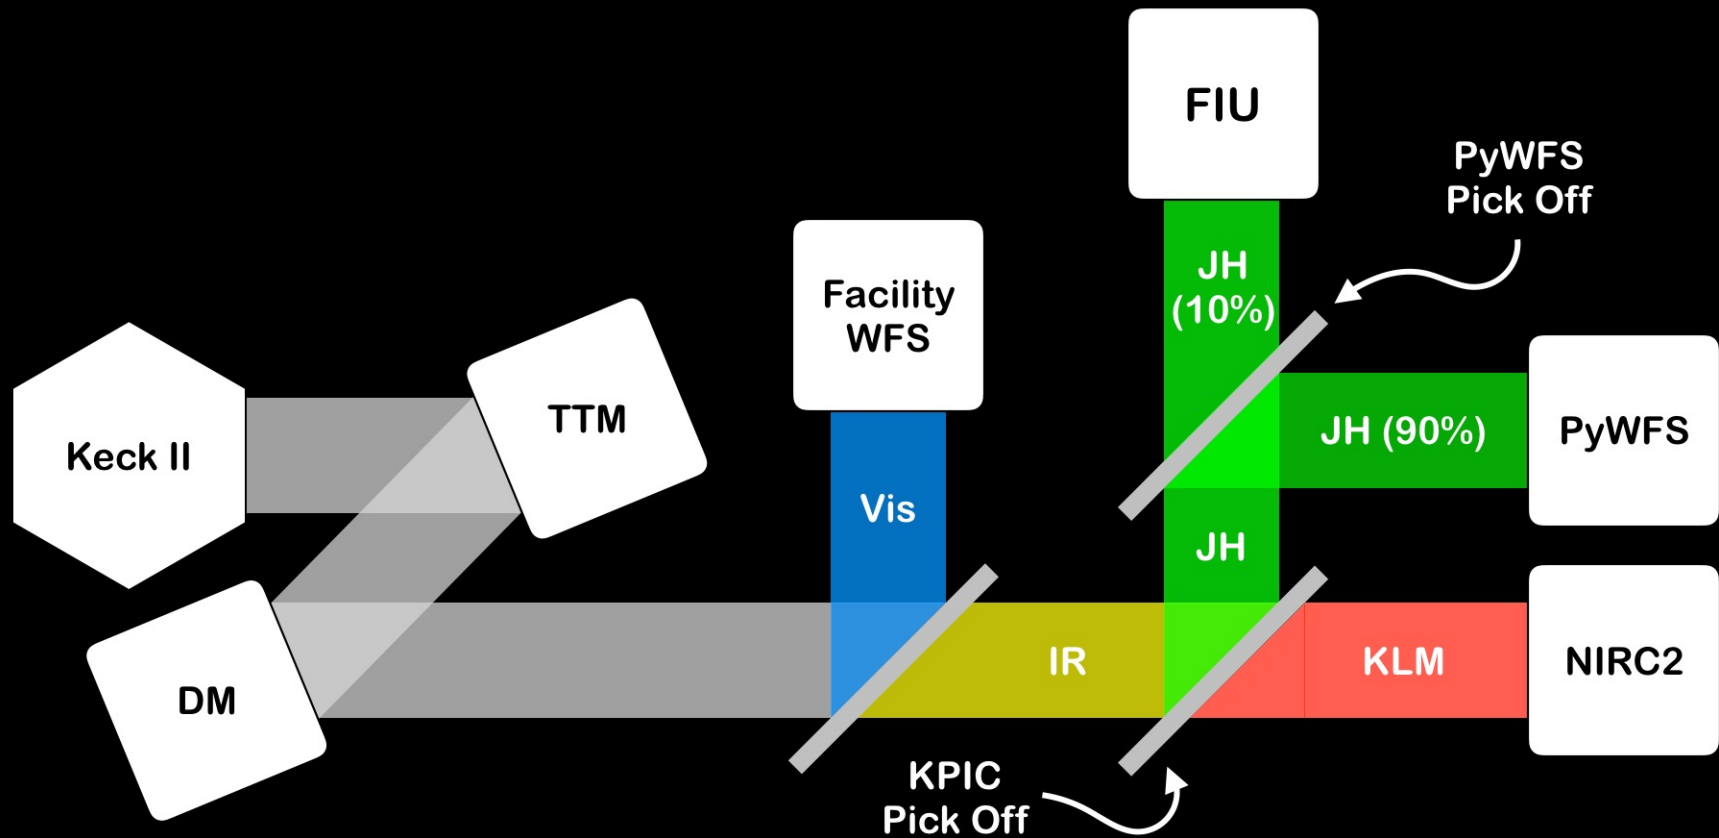 FIU
PyWFS
Pick Off
JH
(10%)
Facility
WFS
TTM
Keck II
JH (90%)
PyWFS
Vis
JH
DM
IR
KLM
NIRC2
KPIC
Pick Off